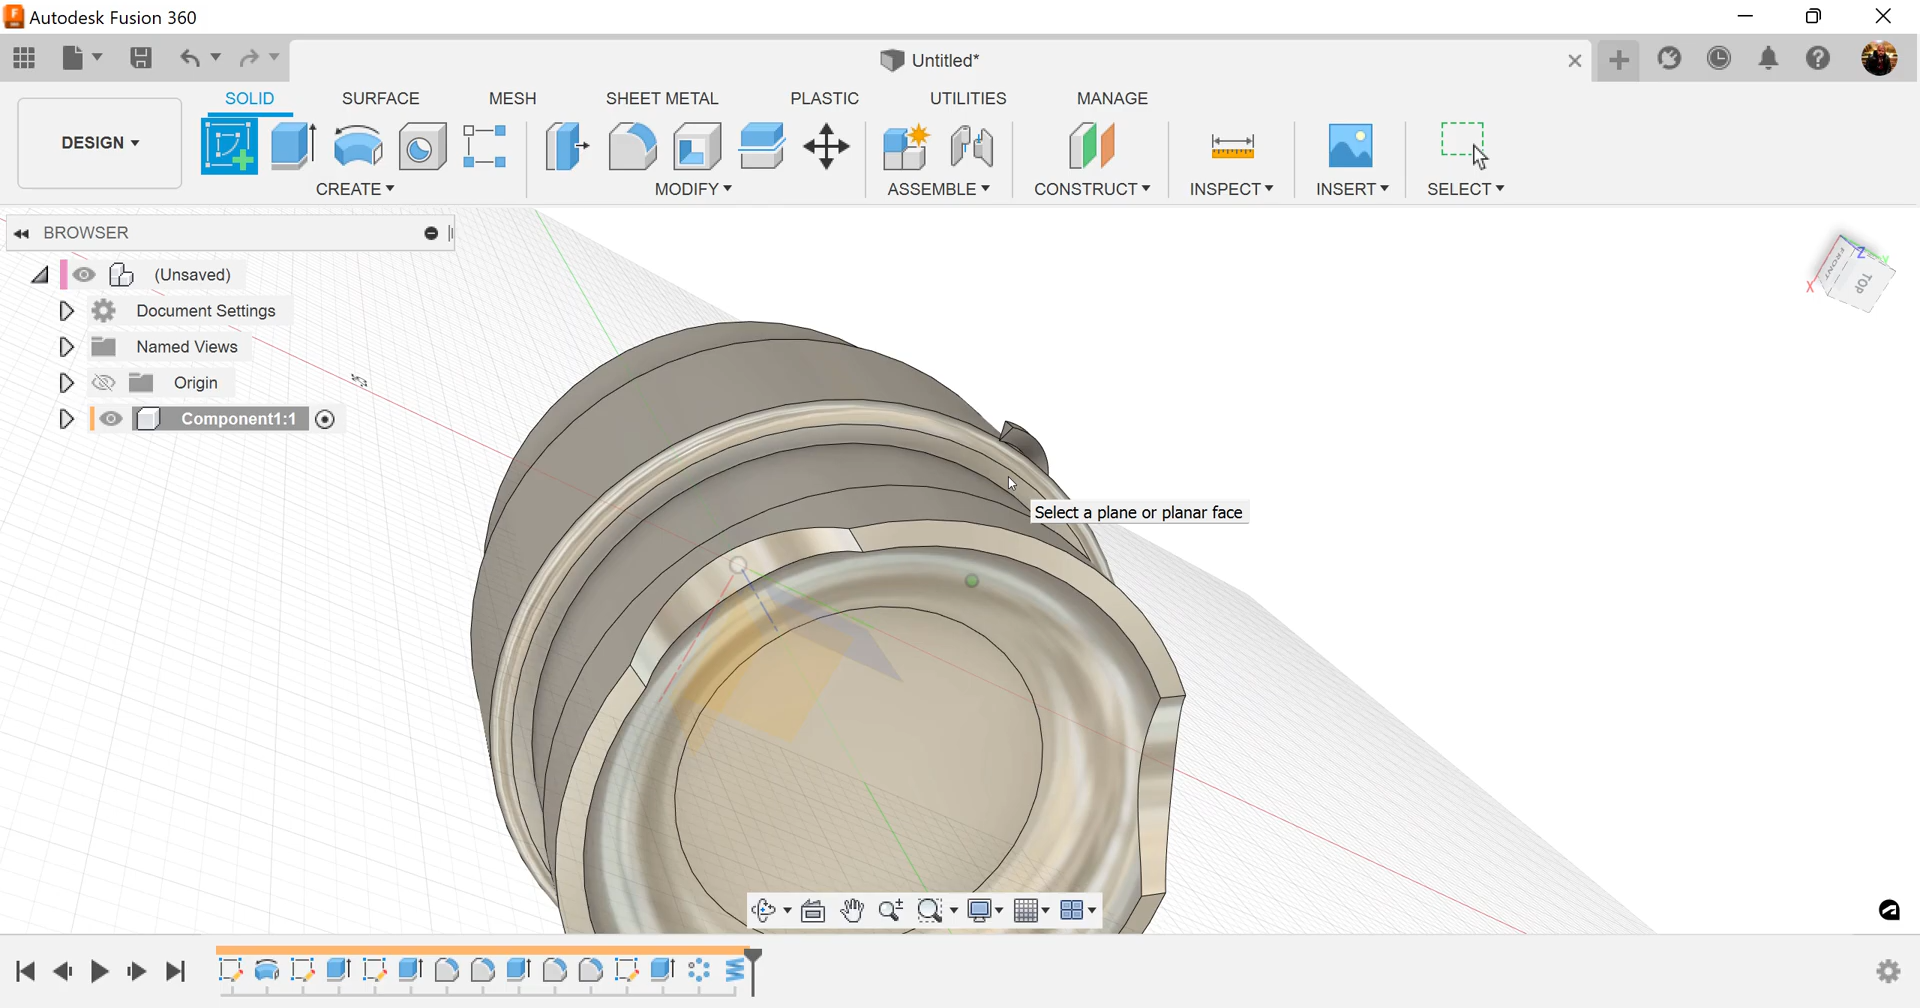 Autodesk Fusion 360
Untitled*
SOLID SURFACE MESH SHEET METAL PLASTIC UTILITIES MANAGE
DESIGN
CREATE MODIFY ASSEMBLE CONSTRUCT INSPECT INSERT SELECT
BROWSER
(Unsaved)
Document Settings
Named Views
Origin
Component1:1
Select a plane or planar face
FRONT
TOP
X
Z
Y